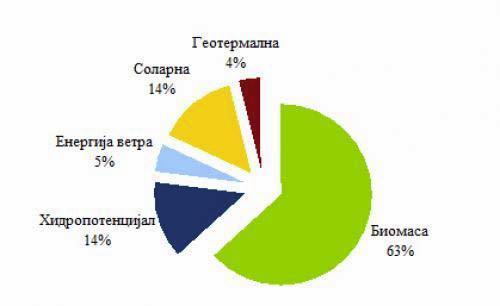 Геотермална
4%
Соларна
14%
Енергија ветра
5%
Хидропотенцијал
14%
Биомаса
63%